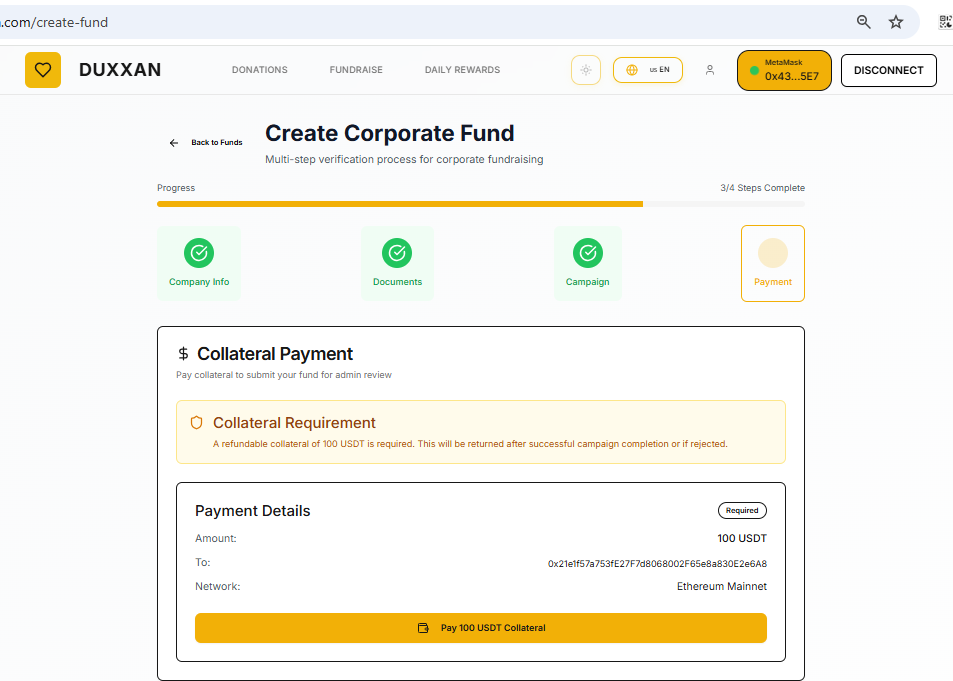 .com/create-fund
DUXXAN
DONATIONS
FUNDRAISE
DAILY REWARDS
us EN
MetaMask
0x43...5E7
DISCONNECT
Back to Funds
Create Corporate Fund
Multi-step verification process for corporate fundraising
Progress
3/4 Steps Complete
Company Info
Documents
Campaign
Payment
$ Collateral Payment
Pay collateral to submit your fund for admin review
Collateral Requirement
A refundable collateral of 100 USDT is required. This will be returned after successful campaign completion or if rejected.
Payment Details
Required
Amount:
100 USDT
To:
0x21e1f57a753fE27F7d8068002F65e8a830E2e6A8
Network:
Ethereum Mainnet
Pay 100 USDT Collateral